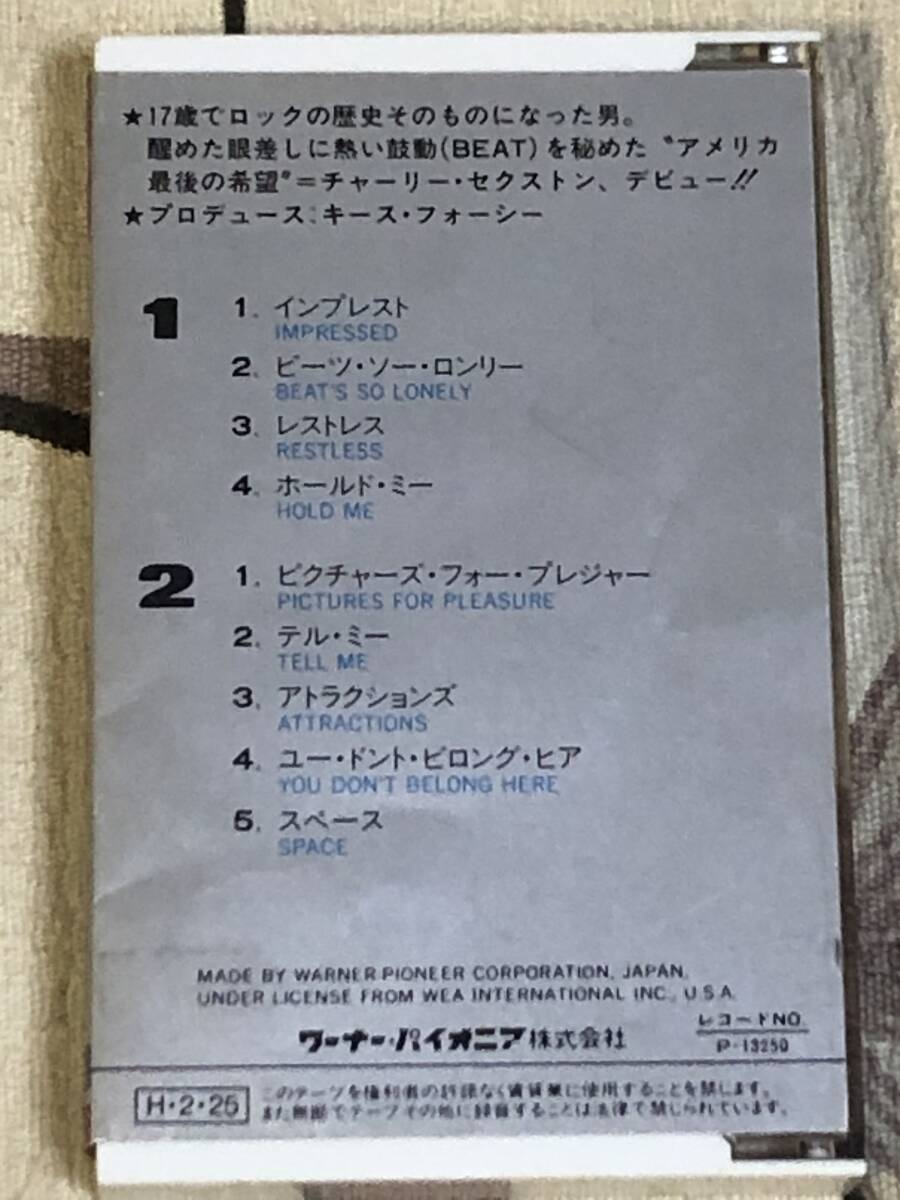 ★17歳でロックの歴史そのものになった男。
醒めた眼差しに熱い鼓動(BEAT)を秘めた〝アメリカ
最後の希望〟=チャーリー・セクストン、デビュー!!
★プロデュース:キース・フォーシー
1
1. インプレスト
IMPRESSED
2. ビーツ・ソー・ロンリー
BEAT'S SO LONELY
3. レストレス
RESTLESS
4. ホールド・ミー
HOLD ME
2
1. ピクチャーズ・フォー・プレジャー
PICTURES FOR PLEASURE
2. テル・ミー
TELL ME
3. アトラクションズ
ATTRACTIONS
4. ユー・ドント・ビロング・ヒア
YOU DON'T BELONG HERE
5. スペース
SPACE
MADE BY WARNER-PIONEER CORPORATION, JAPAN.
UNDER LICENSE FROM WEA INTERNATIONAL INC., U.S.A.
ワーナー・パイオニア株式会社
レコードNO.
P-13250
H・2・25
このテープを権利者の許諾なく賃貸業に使用することを禁じます。
また無断でテープその他に録音することは法律で禁じられています。